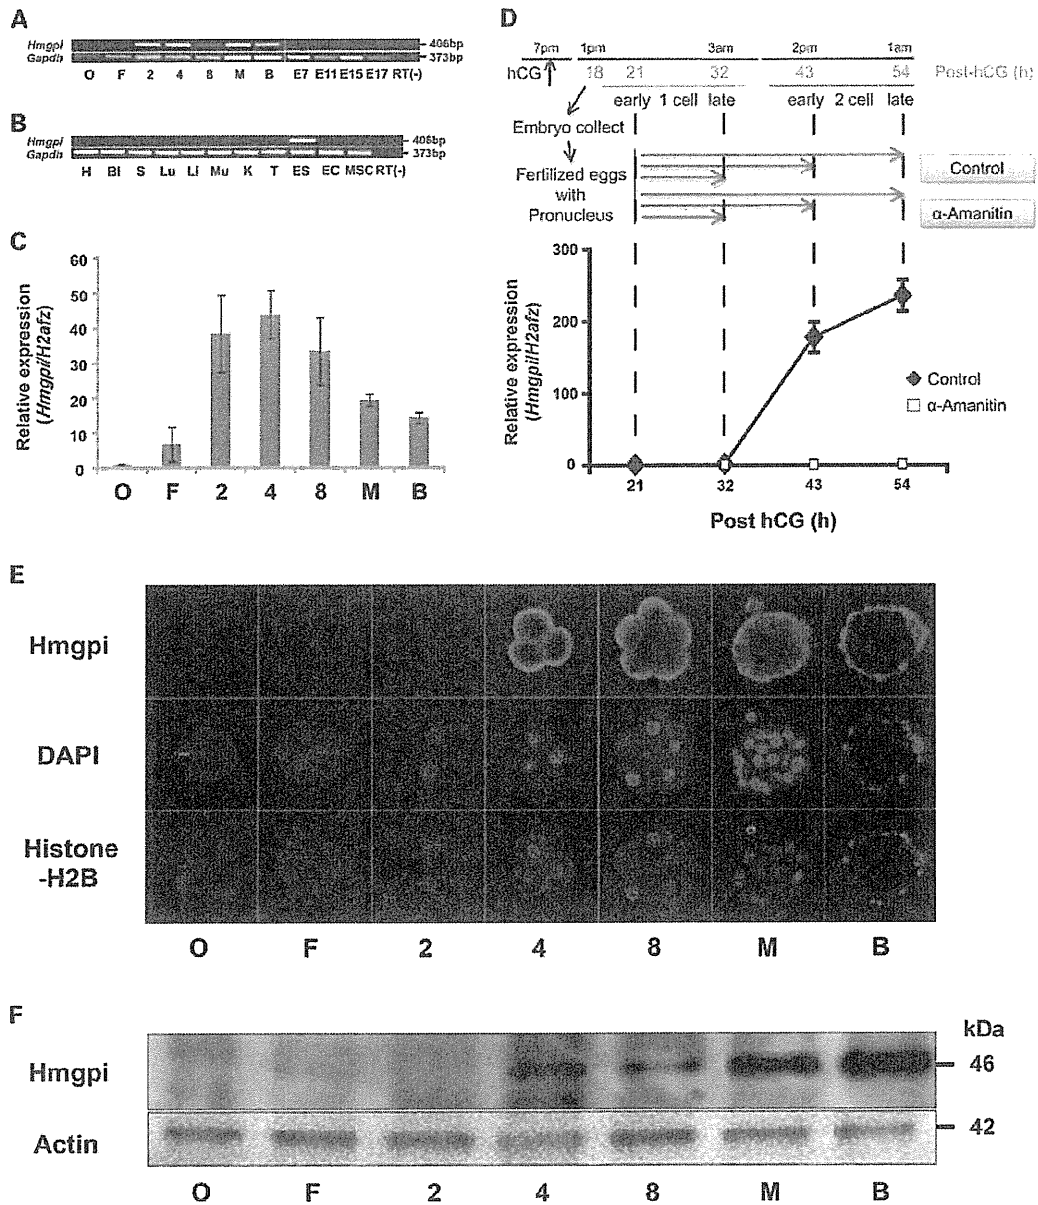 A
Hmgpi
406bp
Gapdh
373bp
O F 2 4 8 M B E7 E11 E15 E17 RT(-)
B
Hmgpi
406bp
Gapdh
373bp
H Bl S Lu Li Mu K T ES EC MSC RT(-)
C
Relative expression
(Hmgpi/H2afz)
60
50
40
30
20
10
0
O F 2 4 8 M B
D
7pm 1pm 3am 2pm 1am
hCG 18 21 32 43 54 Post-hCG (h)
early 1 cell late early 2 cell late
Embryo collect
Fertilized eggs
with
Pronucleus
Control
α-Amanitin
Relative expression
(Hmgpi/H2afz)
300
200
100
0
Control
α-Amanitin
21 32 43 54
Post hCG (h)
E
Hmgpi
DAPI
Histone
-H2B
O F 2 4 8 M B
F
kDa
Hmgpi
46
Actin
42
O F 2 4 8 M B